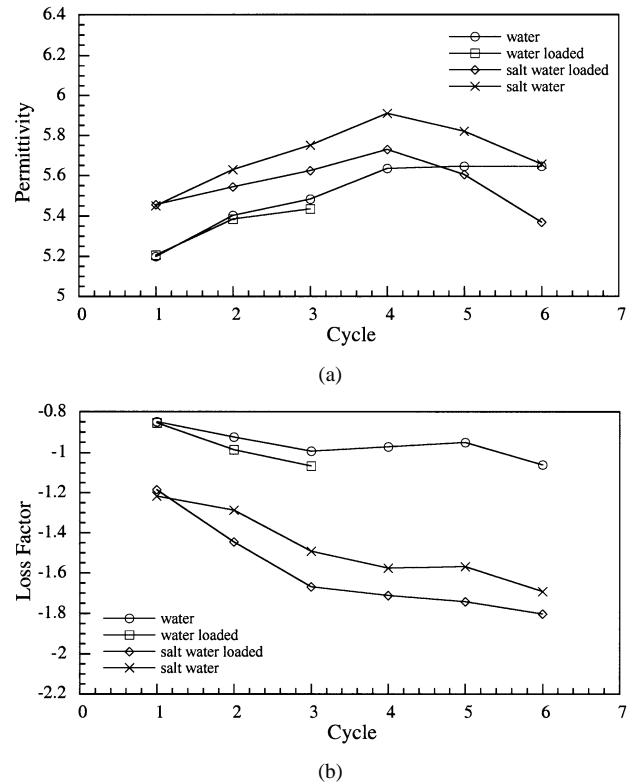 6.4
6.2
6
5.8
5.6
5.4
5.2
5
Permittivity
water
water loaded
salt water loaded
salt water
0 1 2 3 4 5 6 7
Cycle
(a)
-0.8
-1
-1.2
-1.4
-1.6
-1.8
-2
-2.2
Loss Factor
water
water loaded
salt water loaded
salt water
0 1 2 3 4 5 6 7
Cycle
(b)